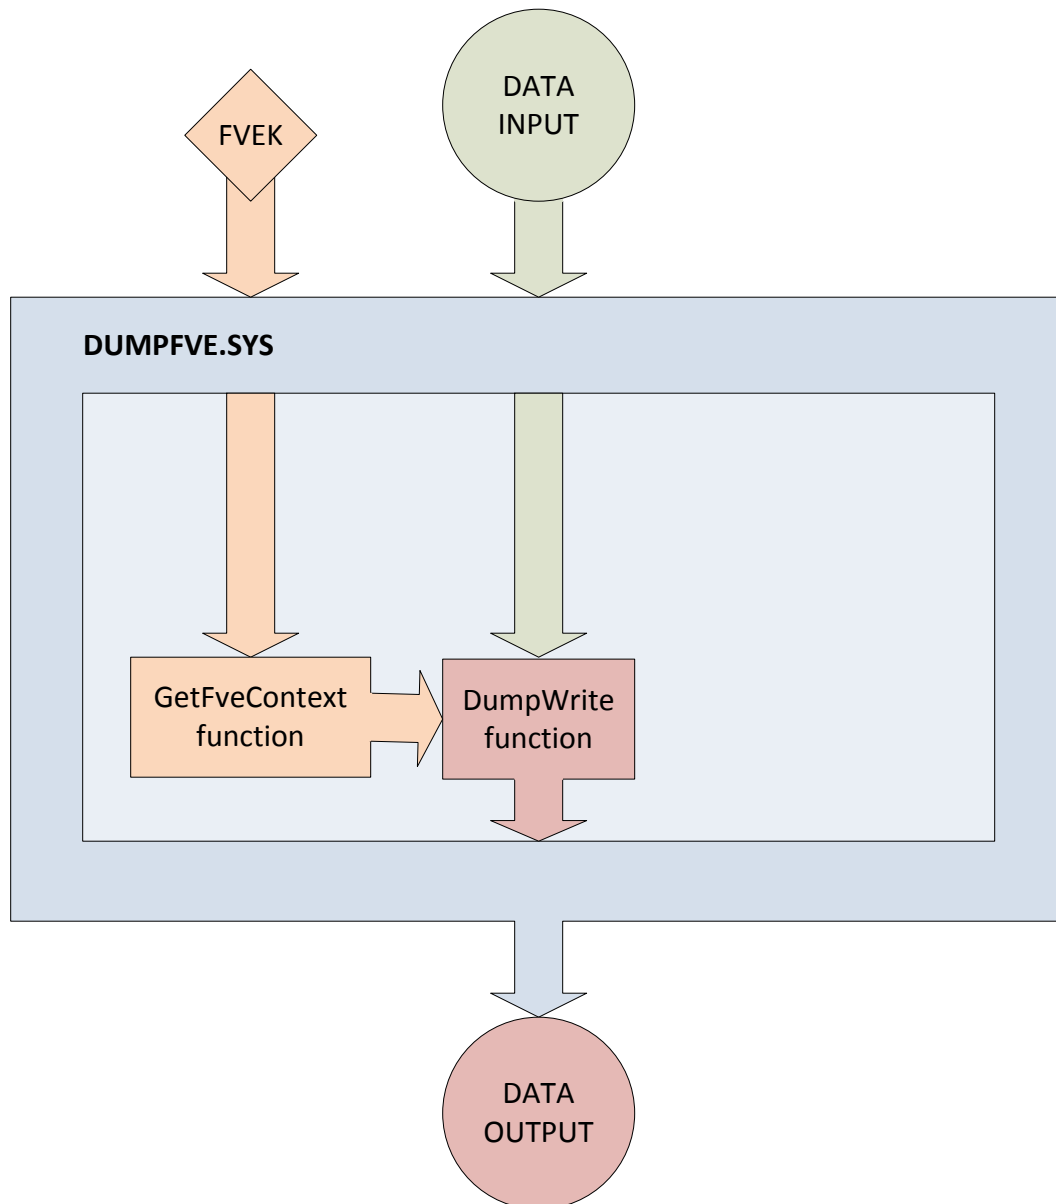 DATA
INPUT
FVEK
DUMPFVE.SYS
GetFveContext
function
DumpWrite
function
DATA
OUTPUT